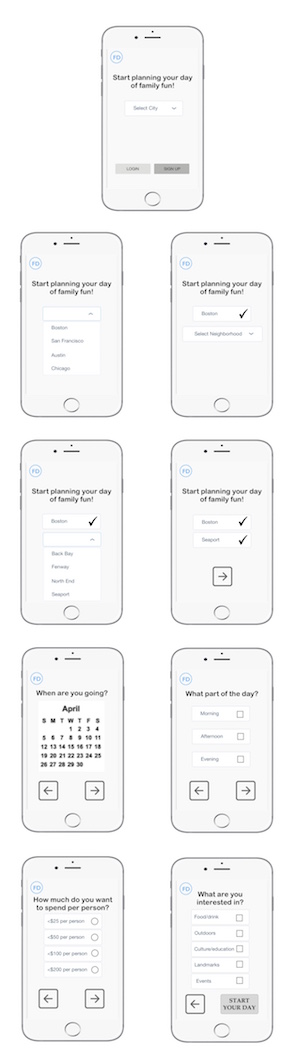 FD
Start planning your day
of family fun!
Select City
LOGIN
SIGN UP
FD
Start planning your day
of family fun!
Boston
San Francisco
Austin
Chicago
FD
Start planning your day
of family fun!
Boston
Select Neighborhood
FD
Start planning your day
of family fun!
Boston
Back Bay
Fenway
North End
Seaport
FD
Start planning your day
of family fun!
Boston
Seaport
FD
When are you going?
April
S M T W T F S
1 2 3 4
5 6 7 8 9 10 11
12 13 14 15 16 17 18
19 20 21 22 23 24 25
26 27 28 29 30
FD
What part of the day?
Morning
Afternoon
Evening
FD
How much do you want
to spend per person?
<$25 per person
<$50 per person
<$100 per person
<$200 per person
FD
What are you
interested in?
Food/drink
Outdoors
Culture/education
Landmarks
Events
START
YOUR DAY